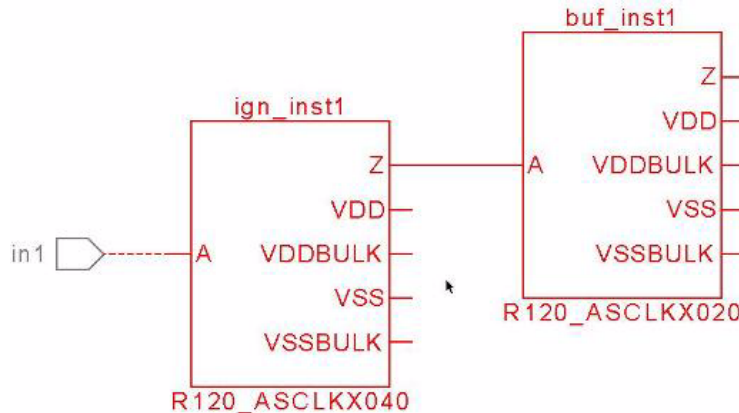 buf_inst1
Z
VDD
A VDDBULK
VSS
VSSBULK
R120_ASCLKX020
ign_inst1
Z
VDD
in1 A VDDBULK
VSS
VSSBULK
R120_ASCLKX040